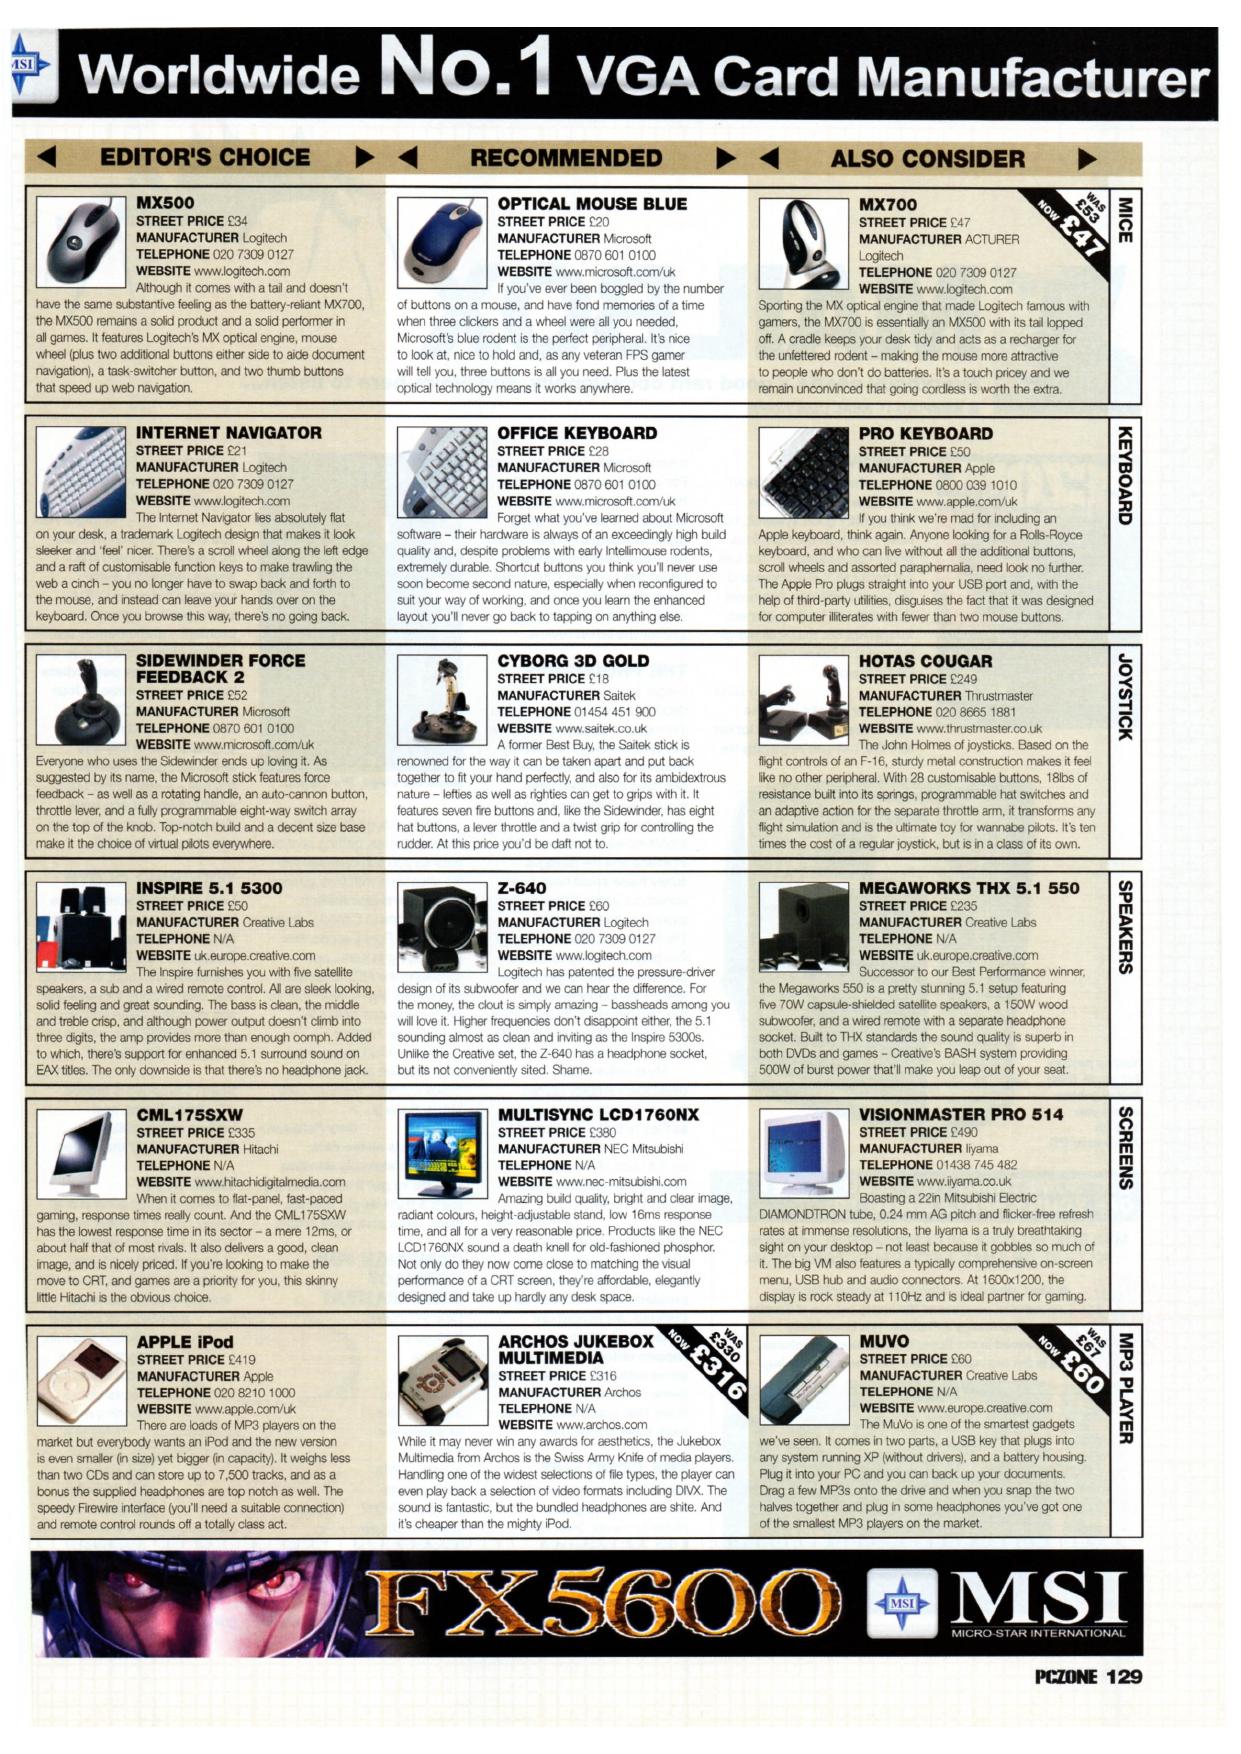 MSI
Worldwide No.1 VGA Card Manufacturer
EDITOR'S CHOICE
RECOMMENDED
ALSO CONSIDER
MICE
MX500
STREET PRICE £34
MANUFACTURER Logitech
TELEPHONE 020 7309 0127
WEBSITE www.logitech.com
Although it comes with a tail and doesn't
have the same substantive feeling as the battery-reliant MX700,
the MX500 remains a solid product and a solid performer in
all games. It features Logitech's MX optical engine, mouse
wheel (plus two additional buttons either side to aide document
navigation), a task-switcher button, and two thumb buttons
that speed up web navigation.
OPTICAL MOUSE BLUE
STREET PRICE £20
MANUFACTURER Microsoft
TELEPHONE 0870 601 0100
WEBSITE www.microsoft.com/uk
If you've ever been boggled by the number
of buttons on a mouse, and have fond memories of a time
when three clickers and a wheel were all you needed,
Microsoft's blue rodent is the perfect peripheral. It's nice
to look at, nice to hold and, as any veteran FPS gamer
will tell you, three buttons is all you need. Plus the latest
optical technology means it works anywhere.
MX700
STREET PRICE £47
MANUFACTURER ACTURER
Logitech
TELEPHONE 020 7309 0127
WEBSITE www.logitech.com
WAS
£53
NOW £47
Sporting the MX optical engine that made Logitech famous with
gamers, the MX700 is essentially an MX500 with its tail lopped
off. A cradle keeps your desk tidy and acts as a recharger for
the unfettered rodent – making the mouse more attractive
to people who don't do batteries. It's a touch pricey and we
remain unconvinced that going cordless is worth the extra.
KEYBOARD
INTERNET NAVIGATOR
STREET PRICE £21
MANUFACTURER Logitech
TELEPHONE 020 7309 0127
WEBSITE www.logitech.com
The Internet Navigator lies absolutely flat
on your desk, a trademark Logitech design that makes it look
sleeker and 'feel' nicer. There's a scroll wheel along the left edge
and a raft of customisable function keys to make trawling the
web a cinch – you no longer have to swap back and forth to
the mouse, and instead can leave your hands over on the
keyboard. Once you browse this way, there's no going back.
OFFICE KEYBOARD
STREET PRICE £28
MANUFACTURER Microsoft
TELEPHONE 0870 601 0100
WEBSITE www.microsoft.com/uk
Forget what you've learned about Microsoft
software – their hardware is always of an exceedingly high build
quality and, despite problems with early Intellimouse rodents,
extremely durable. Shortcut buttons you think you'll never use
soon become second nature, especially when reconfigured to
suit your way of working, and once you learn the enhanced
layout you'll never go back to tapping on anything else.
PRO KEYBOARD
STREET PRICE £50
MANUFACTURER Apple
TELEPHONE 0800 039 1010
WEBSITE www.apple.com/uk
If you think we're mad for including an
Apple keyboard, think again. Anyone looking for a Rolls-Royce
keyboard, and who can live without all the additional buttons,
scroll wheels and assorted paraphernalia, need look no further.
The Apple Pro plugs straight into your USB port and, with the
help of third-party utilities, disguises the fact that it was designed
for computer illiterates with fewer than two mouse buttons.
JOYSTICK
SIDEWINDER FORCE
FEEDBACK 2
STREET PRICE £52
MANUFACTURER Microsoft
TELEPHONE 0870 601 0100
WEBSITE www.microsoft.com/uk
Everyone who uses the Sidewinder ends up loving it. As
suggested by its name, the Microsoft stick features force
feedback – as well as a rotating handle, an auto-cannon button,
throttle lever, and a fully programmable eight-way switch array
on the top of the knob. Top-notch build and a decent size base
make it the choice of virtual pilots everywhere.
CYBORG 3D GOLD
STREET PRICE £18
MANUFACTURER Saitek
TELEPHONE 01454 451 900
WEBSITE www.saitek.co.uk
A former Best Buy, the Saitek stick is
renowned for the way it can be taken apart and put back
together to fit your hand perfectly, and also for its ambidextrous
nature – lefties as well as righties can get to grips with it. It
features seven fire buttons and, like the Sidewinder, has eight
hat buttons, a lever throttle and a twist grip for controlling the
rudder. At this price you'd be daft not to.
HOTAS COUGAR
STREET PRICE £249
MANUFACTURER Thrustmaster
TELEPHONE 020 8665 1881
WEBSITE www.thrustmaster.co.uk
The John Holmes of joysticks. Based on the
flight controls of an F-16, sturdy metal construction makes it feel
like no other peripheral. With 28 customisable buttons, 18lbs of
resistance built into its springs, programmable hat switches and
an adaptive action for the separate throttle arm, it transforms any
flight simulation and is the ultimate toy for wannabe pilots. It's ten
times the cost of a regular joystick, but is in a class of its own.
SPEAKERS
INSPIRE 5.1 5300
STREET PRICE £50
MANUFACTURER Creative Labs
TELEPHONE N/A
WEBSITE uk.europe.creative.com
The Inspire furnishes you with five satellite
speakers, a sub and a wired remote control. All are sleek looking,
solid feeling and great sounding. The bass is clean, the middle
and treble crisp, and although power output doesn't climb into
three digits, the amp provides more than enough oomph. Added
to which, there's support for enhanced 5.1 surround sound on
EAX titles. The only downside is that there's no headphone jack.
Z-640
STREET PRICE £60
MANUFACTURER Logitech
TELEPHONE 020 7309 0127
WEBSITE www.logitech.com
Logitech has patented the pressure-driver
design of its subwoofer and we can hear the difference. For
the money, the clout is simply amazing – bassheads among you
will love it. Higher frequencies don't disappoint either, the 5.1
sounding almost as clean and inviting as the Inspire 5300s.
Unlike the Creative set, the Z-640 has a headphone socket,
but its not conveniently sited. Shame.
MEGAWORKS THX 5.1 550
STREET PRICE £235
MANUFACTURER Creative Labs
TELEPHONE N/A
WEBSITE uk.europe.creative.com
Successor to our Best Performance winner,
the Megaworks 550 is a pretty stunning 5.1 setup featuring
five 70W capsule-shielded satellite speakers, a 150W wood
subwoofer, and a wired remote with a separate headphone
socket. Built to THX standards the sound quality is superb in
both DVDs and games – Creative's BASH system providing
500W of burst power that'll make you leap out of your seat.
SCREENS
CML175SXW
STREET PRICE £335
MANUFACTURER Hitachi
TELEPHONE N/A
WEBSITE www.hitachidigitalmedia.com
When it comes to flat-panel, fast-paced
gaming, response times really count. And the CML175SXW
has the lowest response time in its sector – a mere 12ms, or
about half that of most rivals. It also delivers a good, clean
image, and is nicely priced. If you're looking to make the
move to CRT, and games are a priority for you, this skinny
little Hitachi is the obvious choice.
MULTISYNC LCD1760NX
STREET PRICE £380
MANUFACTURER NEC Mitsubishi
TELEPHONE N/A
WEBSITE www.nec-mitsubishi.com
Amazing build quality, bright and clear image,
radiant colours, height-adjustable stand, low 16ms response
time, and all for a very reasonable price. Products like the NEC
LCD1760NX sound a death knell for old-fashioned phosphor.
Not only do they now come close to matching the visual
performance of a CRT screen, they're affordable, elegantly
designed and take up hardly any desk space.
VISIONMASTER PRO 514
STREET PRICE £490
MANUFACTURER Iiyama
TELEPHONE 01438 745 482
WEBSITE www.iiyama.co.uk
Boasting a 22in Mitsubishi Electric
DIAMONDTRON tube, 0.24 mm AG pitch and flicker-free refresh
rates at immense resolutions, the Iiyama is a truly breathtaking
sight on your desktop – not least because it gobbles so much of
it. The big VM also features a typically comprehensive on-screen
menu, USB hub and audio connectors. At 1600x1200, the
display is rock steady at 110Hz and is ideal partner for gaming.
MP3 PLAYER
APPLE iPod
STREET PRICE £419
MANUFACTURER Apple
TELEPHONE 020 8210 1000
WEBSITE www.apple.com/uk
There are loads of MP3 players on the
market but everybody wants an iPod and the new version
is even smaller (in size) yet bigger (in capacity). It weighs less
than two CDs and can store up to 7,500 tracks, and as a
bonus the supplied headphones are top notch as well. The
speedy Firewire interface (you'll need a suitable connection)
and remote control rounds off a totally class act.
ARCHOS JUKEBOX
MULTIMEDIA
STREET PRICE £316
MANUFACTURER Archos
TELEPHONE N/A
WEBSITE www.archos.com
WAS
£330
NOW £316
While it may never win any awards for aesthetics, the Jukebox
Multimedia from Archos is the Swiss Army Knife of media players.
Handling one of the widest selections of file types, the player can
even play back a selection of video formats including DIVX. The
sound is fantastic, but the bundled headphones are shite. And
it's cheaper than the mighty iPod.
MUVO
STREET PRICE £60
MANUFACTURER Creative Labs
TELEPHONE N/A
WEBSITE www.europe.creative.com
WAS
£67
NOW £60
The MuVo is one of the smartest gadgets
we've seen. It comes in two parts, a USB key that plugs into
any system running XP (without drivers), and a battery housing.
Plug it into your PC and you can back up your documents.
Drag a few MP3s onto the drive and when you snap the two
halves together and plug in some headphones you've got one
of the smallest MP3 players on the market.
FX5600
MSI
MSI
MICRO-STAR INTERNATIONAL
PCZONE 129